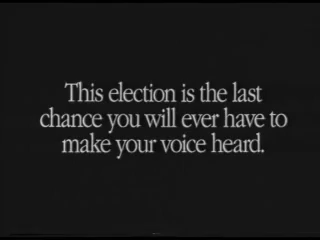 This election is the last
chance you will ever have to
make your voice heard.